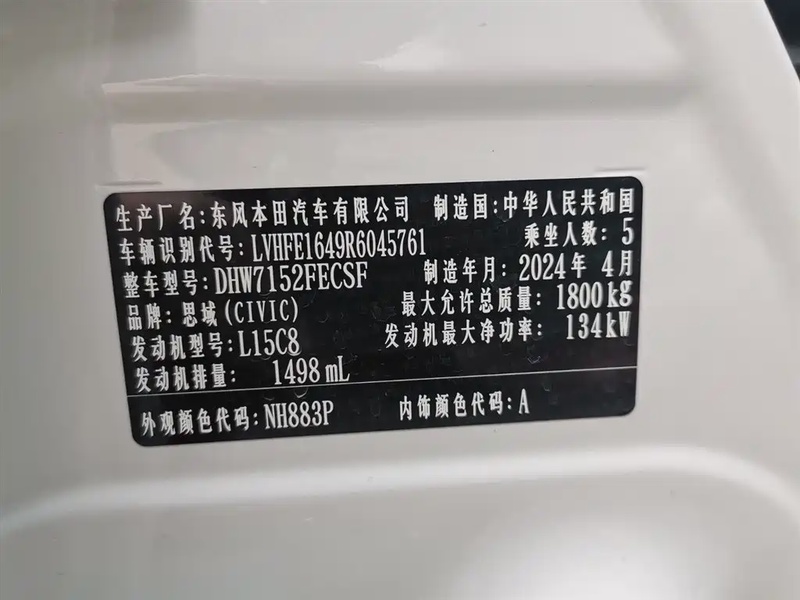 生产厂名:东风本田汽车有限公司 制造国:中华人民共和国
车辆识别代号:LVHFE1649R6045761 乘坐人数:5
整车型号:DHW7152FECSF 制造年月:2024年 4月
品牌:思域(CIVIC) 最大允许总质量:1800kg
发动机型号:L15C8 发动机最大净功率:134kW
发动机排量: 1498mL
外观颜色代码:NH883P 内饰颜色代码:A